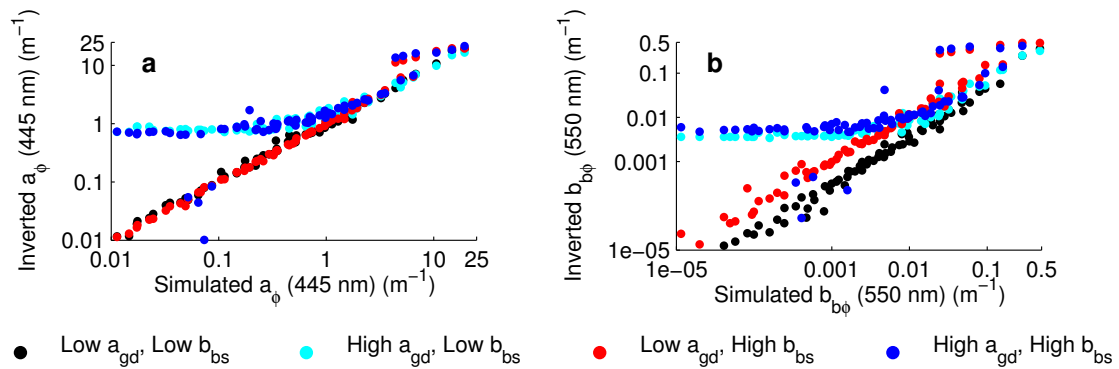 a
25
10
1
0.1
0.01
Inverted a_ϕ (445 nm) (m⁻¹)
0.01 0.1 1 10 25
Simulated a_ϕ (445 nm) (m⁻¹)
b
0.5
0.1
0.01
0.001
1e-05
Inverted b_bϕ (550 nm) (m⁻¹)
1e-05 0.001 0.01 0.1 0.5
Simulated b_bϕ (550 nm) (m⁻¹)
Low a_gd, Low b_bs High a_gd, Low b_bs Low a_gd, High b_bs High a_gd, High b_bs